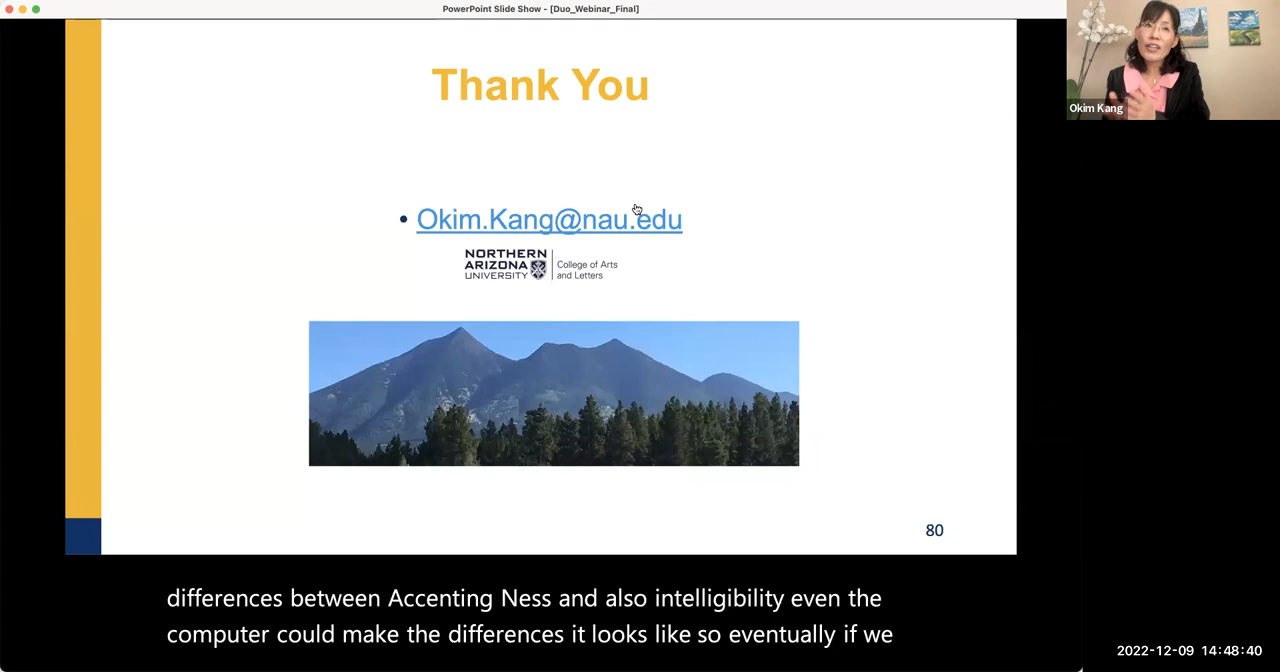 PowerPoint Slide Show - [Duo_Webinar_Final]
Okim Kang
Thank You
• Okim.Kang@nau.edu
NORTHERN
ARIZONA
UNIVERSITY
College of Arts
and Letters
80
differences between Accenting Ness and also intelligibility even the
computer could make the differences it looks like so eventually if we
2022-12-09 14:48:40